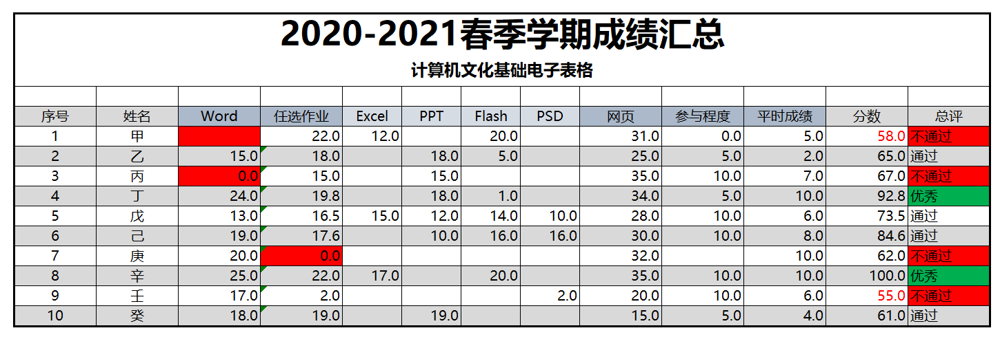 2020-2021春季学期成绩汇总
计算机文化基础电子表格
序号 姓名 Word 任选作业 Excel PPT Flash PSD 网页 参与程度 平时成绩 分数 总评
1 甲 22.0 12.0 20.0 31.0 0.0 5.0 58.0 不通过
2 乙 15.0 18.0 18.0 5.0 25.0 5.0 2.0 65.0 通过
3 丙 0.0 15.0 15.0 35.0 10.0 7.0 67.0 不通过
4 丁 24.0 19.8 18.0 1.0 34.0 5.0 10.0 92.8 优秀
5 戊 13.0 16.5 15.0 12.0 14.0 10.0 28.0 10.0 6.0 73.5 通过
6 己 19.0 17.6 10.0 16.0 16.0 30.0 10.0 8.0 84.6 通过
7 庚 20.0 0.0 32.0 10.0 62.0 不通过
8 辛 25.0 22.0 17.0 20.0 35.0 10.0 10.0 100.0 优秀
9 壬 17.0 2.0 2.0 20.0 10.0 6.0 55.0 不通过
10 癸 18.0 19.0 19.0 15.0 5.0 4.0 61.0 通过